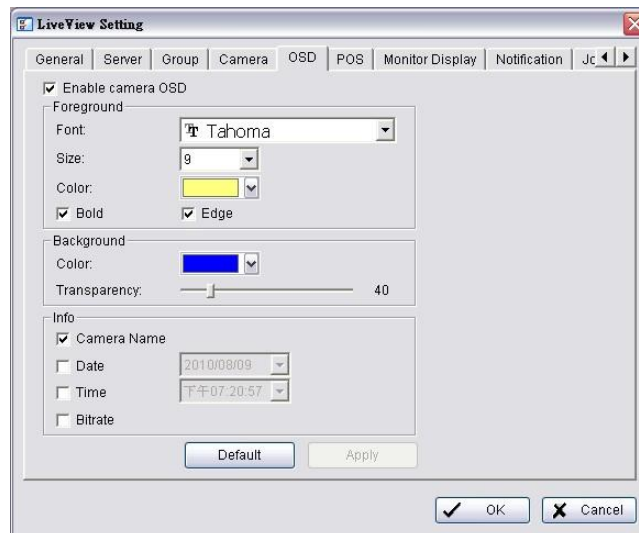 LiveView Setting
General Server Group Camera OSD POS Monitor Display Notification Jc
Enable camera OSD
Foreground
Font: Tahoma
Size: 9
Color:
Bold Edge
Background
Color:
Transparency: 40
Info
Camera Name
Date 2010/08/09
Time 下午07:20:57
Bitrate
Default Apply
OK Cancel